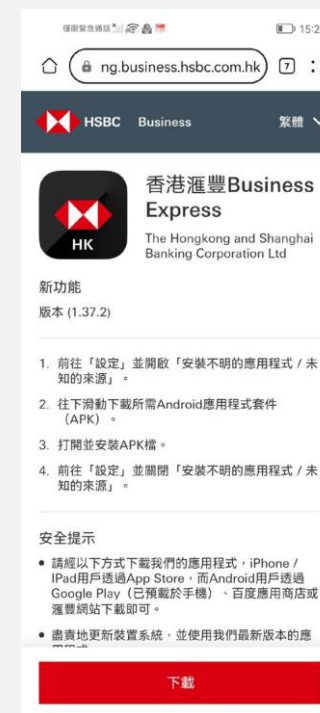 僅限緊急通話
15:2
ng.business.hsbc.com.hk
7
HSBC Business
繁體
香港滙豐Business
Express
The Hongkong and Shanghai
Banking Corporation Ltd
HK
新功能
版本 (1.37.2)
1. 前往「設定」並開啟「安裝不明的應用程式 / 未
知的來源」。
2. 往下滑動下載所需Android應用程式套件
(APK) 。
3. 打開並安裝APK檔。
4. 前往「設定」並關閉「安裝不明的應用程式 / 未
知的來源」。
安全提示
• 請經以下方式下載我們的應用程式，iPhone /
IPad用戶透過App Store，而Android用戶透過
Google Play（已預載於手機）、百度應用商店或
滙豐網站下載即可。
• 盡責地更新裝置系統，並使用我們最新版本的應
下載